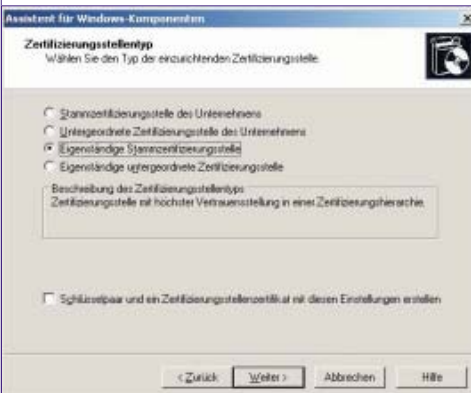 Assistent für Windows-Komponenten
Zertifizierungsstellentyp
Wählen Sie den Typ der einzurichtenden Zertifizierungsstelle.
Stammzertifizierungsstelle des Unternehmens
Untergeordnete Zertifizierungsstelle des Unternehmens
Eigenständige Stammzertifizierungsstelle
Eigenständige untergeordnete Zertifizierungsstelle
Beschreibung des Zertifizierungsstellentyps
Zertifizierungsstelle mit höchster Vertrauensstellung in einer Zertifizierungshierarchie.
Schlüsselpaar und ein Zertifizierungsstellenzertifikat mit diesen Einstellungen erstellen
< Zurück Weiter > Abbrechen Hilfe